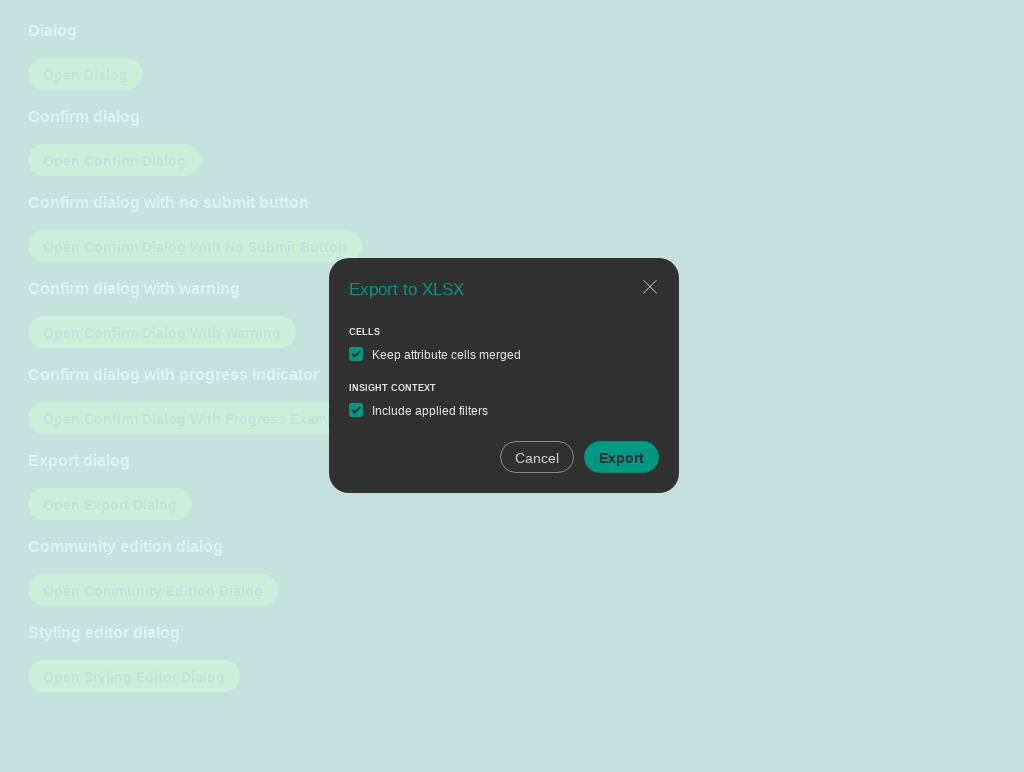 Dialog
Open Dialog
Confirm dialog
Open Confirm Dialog
Confirm dialog with no submit button
Open Confirm Dialog With No Submit Button
Confirm dialog with warning
Open Confirm Dialog With Warning
Confirm dialog with progress indicator
Open Confirm Dialog With Progress
Export dialog
Open Export Dialog
Community edition dialog
Open Community Edition Dialog
Styling editor dialog
Open Styling Editor Dialog
Export to XLSX
CELLS
Keep attribute cells merged
INSIGHT CONTEXT
Include applied filters
Cancel
Export